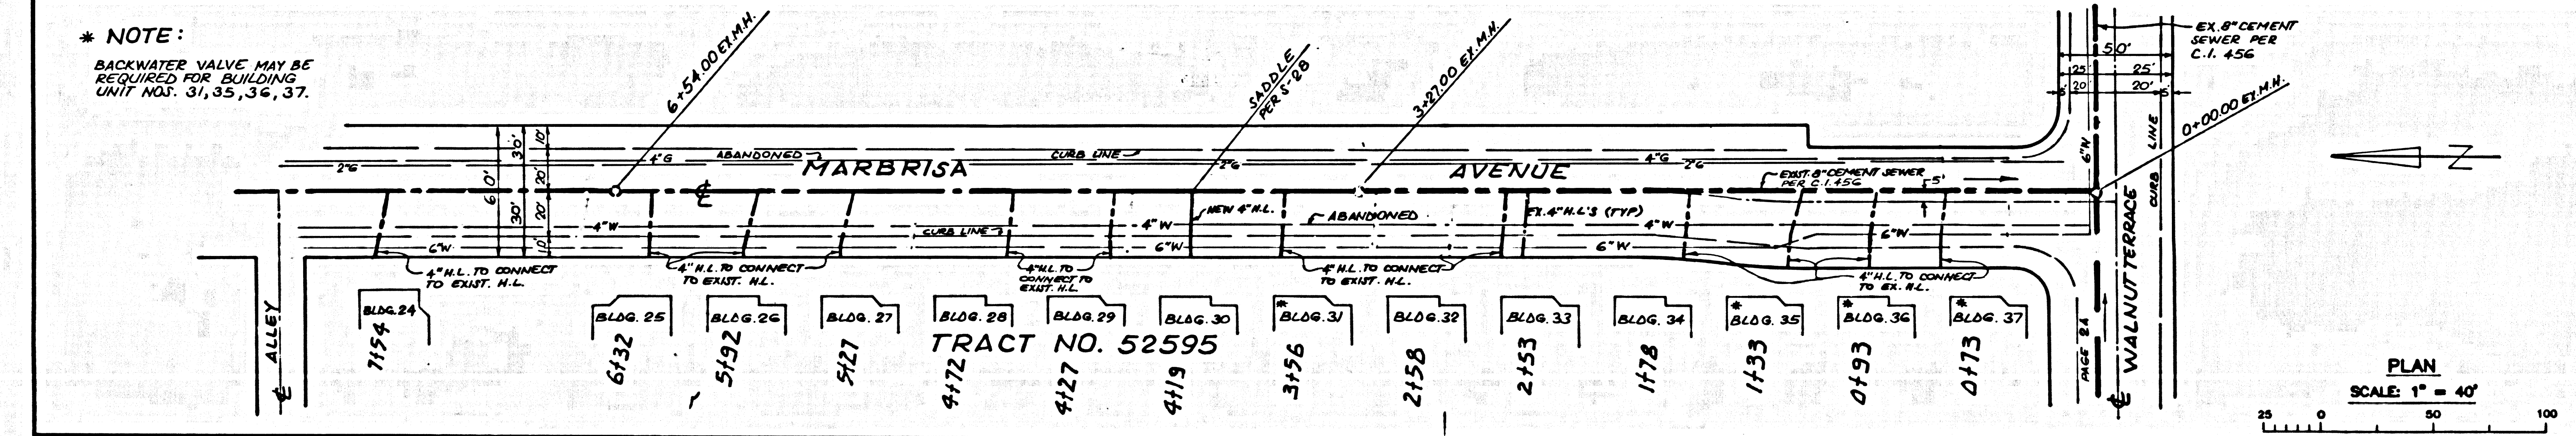 * NOTE:
BACKWATER VALVE MAY BE
REQUIRED FOR BUILDING
UNIT NOS. 31, 35, 36, 37.
6+54.00 EX.M.H.
SADDLE
PER S-28
3+27.00 EX.M.H.
EX. 8" CEMENT
SEWER PER
C.I. 456
50'
25 25'
5' 20 20' 5'
0+00.00 EX.M.H.
60'
30'
30'
10'
20'
20'
10'
2"G
4"G
ABANDONED
CURB LINE
2"G
4"G
2"G
MARBRISA AVENUE
EXIST. 8" CEMENT SEWER
PER C.I. 456
5'
6"W
CURB LINE
N
℄
NEW 4" H.L.
ABANDONED
EX. 4" H.L'S (TYP)
4"W
4"W
4"W
CURB LINE
6"W
6"W
6"W
6"W
4" H.L. TO CONNECT
TO EXIST. H.L.
4" H.L. TO CONNECT
TO EXIST. H.L.
4" H.L. TO
CONNECT TO
EXIST. H.L.
4" H.L. TO CONNECT
TO EXIST. H.L.
4" H.L. TO CONNECT
TO EX. H.L.
℄ ALLEY
BLDG. 24
BLDG. 25
BLDG. 26
BLDG. 27
BLDG. 28
BLDG. 29
BLDG. 30
* BLDG. 31
BLDG. 32
BLDG. 33
BLDG. 34
* BLDG. 35
* BLDG. 36
* BLDG. 37
TRACT NO. 52595
7+54
6+32
5+92
5+27
4+72
4+27
4+19
3+56
2+58
2+53
1+78
1+33
0+93
0+73
PAGE 2A
℄ WALNUT TERRACE
PLAN
SCALE: 1" = 40'
25 0 50 100